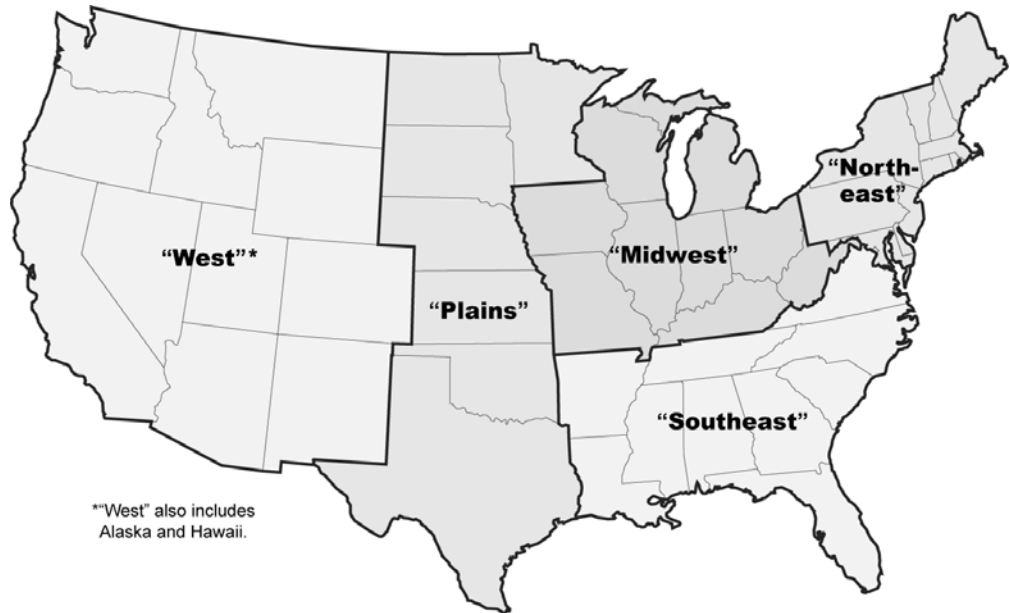 “North-
east”
“West”*
“Midwest”
“Plains”
“Southeast”
*“West” also includes
Alaska and Hawaii.